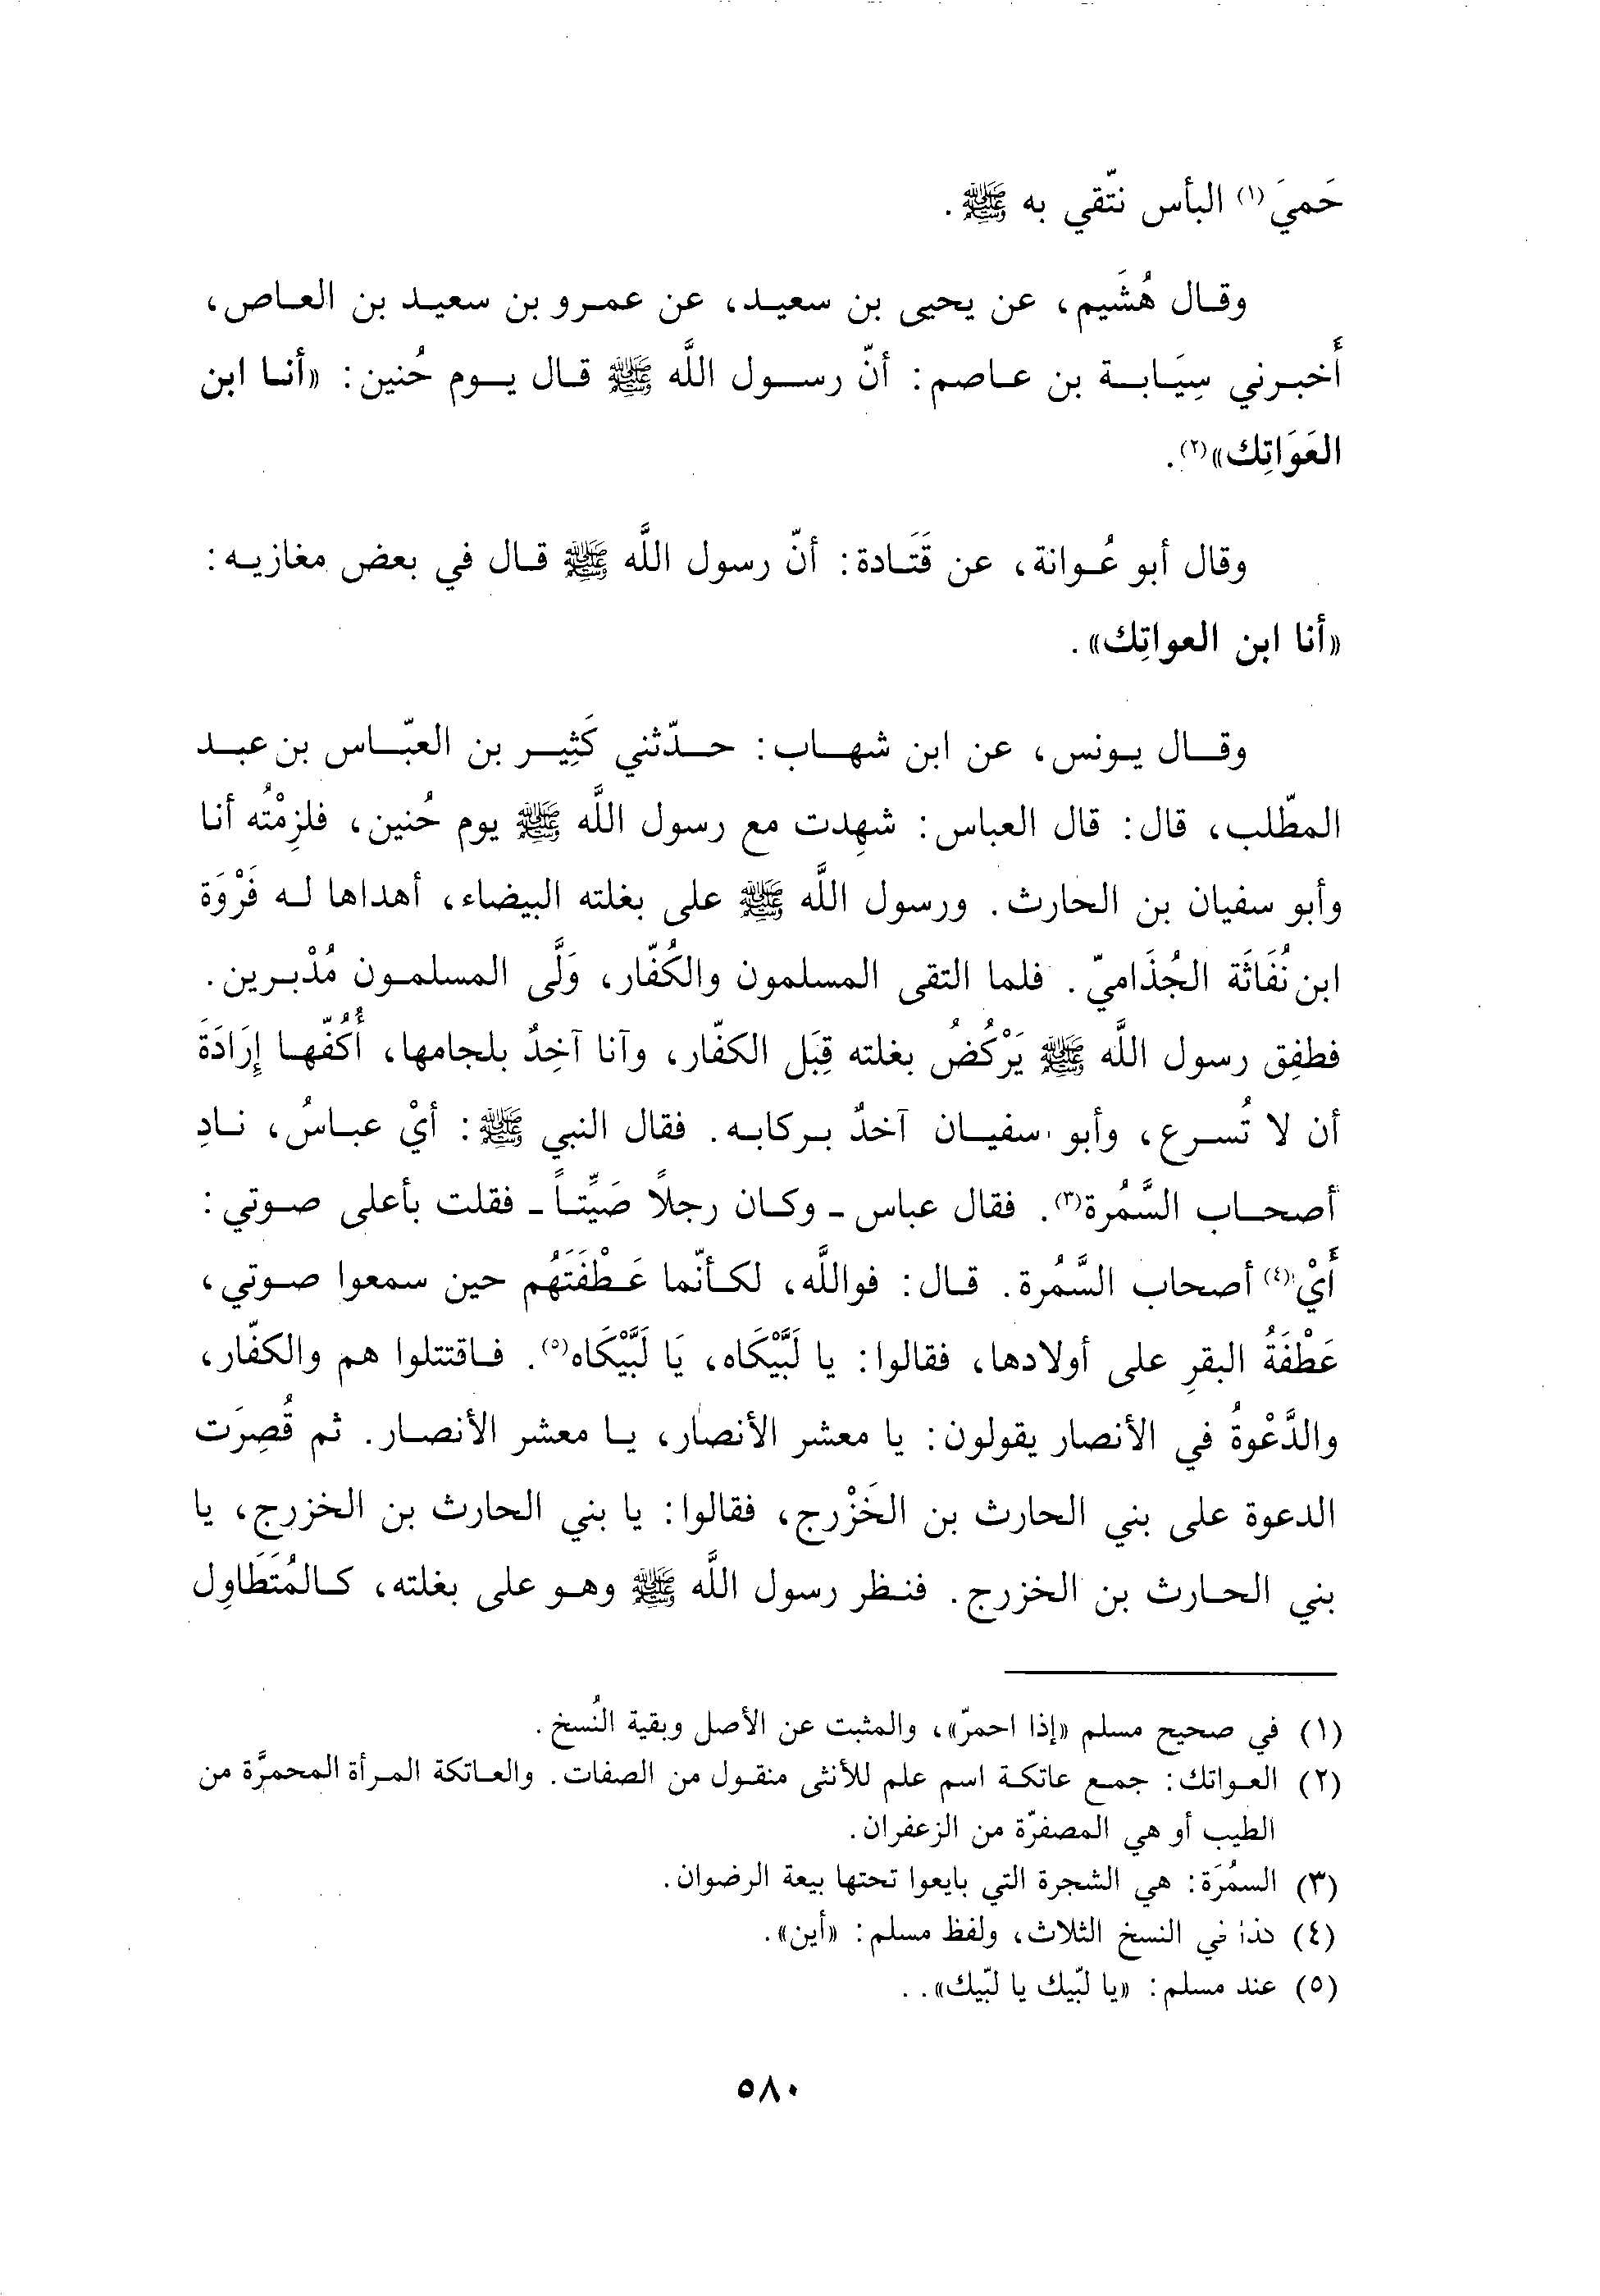 حَميَ(١) البأس نتّقي به ﷺ.
وقال هُشَيم، عن يحيى بن سعيد، عن عمرو بن سعيد بن العاص،
أَخبرني سِيَابة بن عاصم: أنّ رسول اللَّه ﷺ قال يوم حُنين: «أنا ابن
العَوَاتِك»(٢).
وقال أبو عُوانة، عن قَتَادة: أنّ رسول اللَّه ﷺ قال في بعض مغازيه:
«أنا ابن العواتِك».
وقال يونس، عن ابن شهاب: حدّثني كَثِير بن العبّاس بن عبد
المطّلب، قال: قال العباس: شهِدت مع رسول اللَّه ﷺ يوم حُنين، فلزِمْتُه أنا
وأبو سفيان بن الحارث. ورسول اللَّه ﷺ على بغلته البيضاء، أهداها له فَرْوَة
ابن نُفَاثَة الجُذَاميّ. فلما التقى المسلمون والكُفّار، وَلَّى المسلمون مُدْبرين.
فطفِق رسول اللَّه ﷺ يَرْكُضُ بغلته قِبَل الكفّار، وآنا آخِذٌ بلجامها، أُكُفّها إِرَادَةَ
أن لا تُسرع، وأبو سفيان آخذٌ بركابه. فقال النبي ﷺ: أيْ عباسُ، نادِ
أصحاب السَّمُرة(٣). فقال عباس ـ وكان رجلًا صَيِّتاً ـ فقلت بأعلى صوتي:
أَيْ(٤) أصحاب السَّمُرة. قال: فواللَّه، لكأنّما عَطْفَتَهُم حين سمعوا صوتي،
عَطْفَةُ البقرِ على أولادها، فقالوا: يا لَبَّيْكَاه، يَا لَبَّيْكَاه(٥). فاقتتلوا هم والكفّار،
والدَّعْوةُ في الأنصار يقولون: يا معشر الأنصار، يا معشر الأنصار. ثم قُصِرَت
الدعوة على بني الحارث بن الخَزْرج، فقالوا: يا بني الحارث بن الخزرج، يا
بني الحارث بن الخزرج. فنظر رسول اللَّه ﷺ وهو على بغلته، كالمُتَطَاوِل
(١) في صحيح مسلم «إذا احمرّ»، والمثبت عن الأصل وبقية النُسخ.
(٢) العواتك: جمع عاتكة اسم علم للأنثى منقول من الصفات. والعاتكة المرأة المحمرَّة من
الطيب أو هي المصفرّة من الزعفران.
(٣) السمُرَة: هي الشجرة التي بايعوا تحتها بيعة الرضوان.
(٤) كذا في النسخ الثلاث، ولفظ مسلم: «أين».
(٥) عند مسلم: «يا لبّيك يا لبّيك»..
٥٨٠